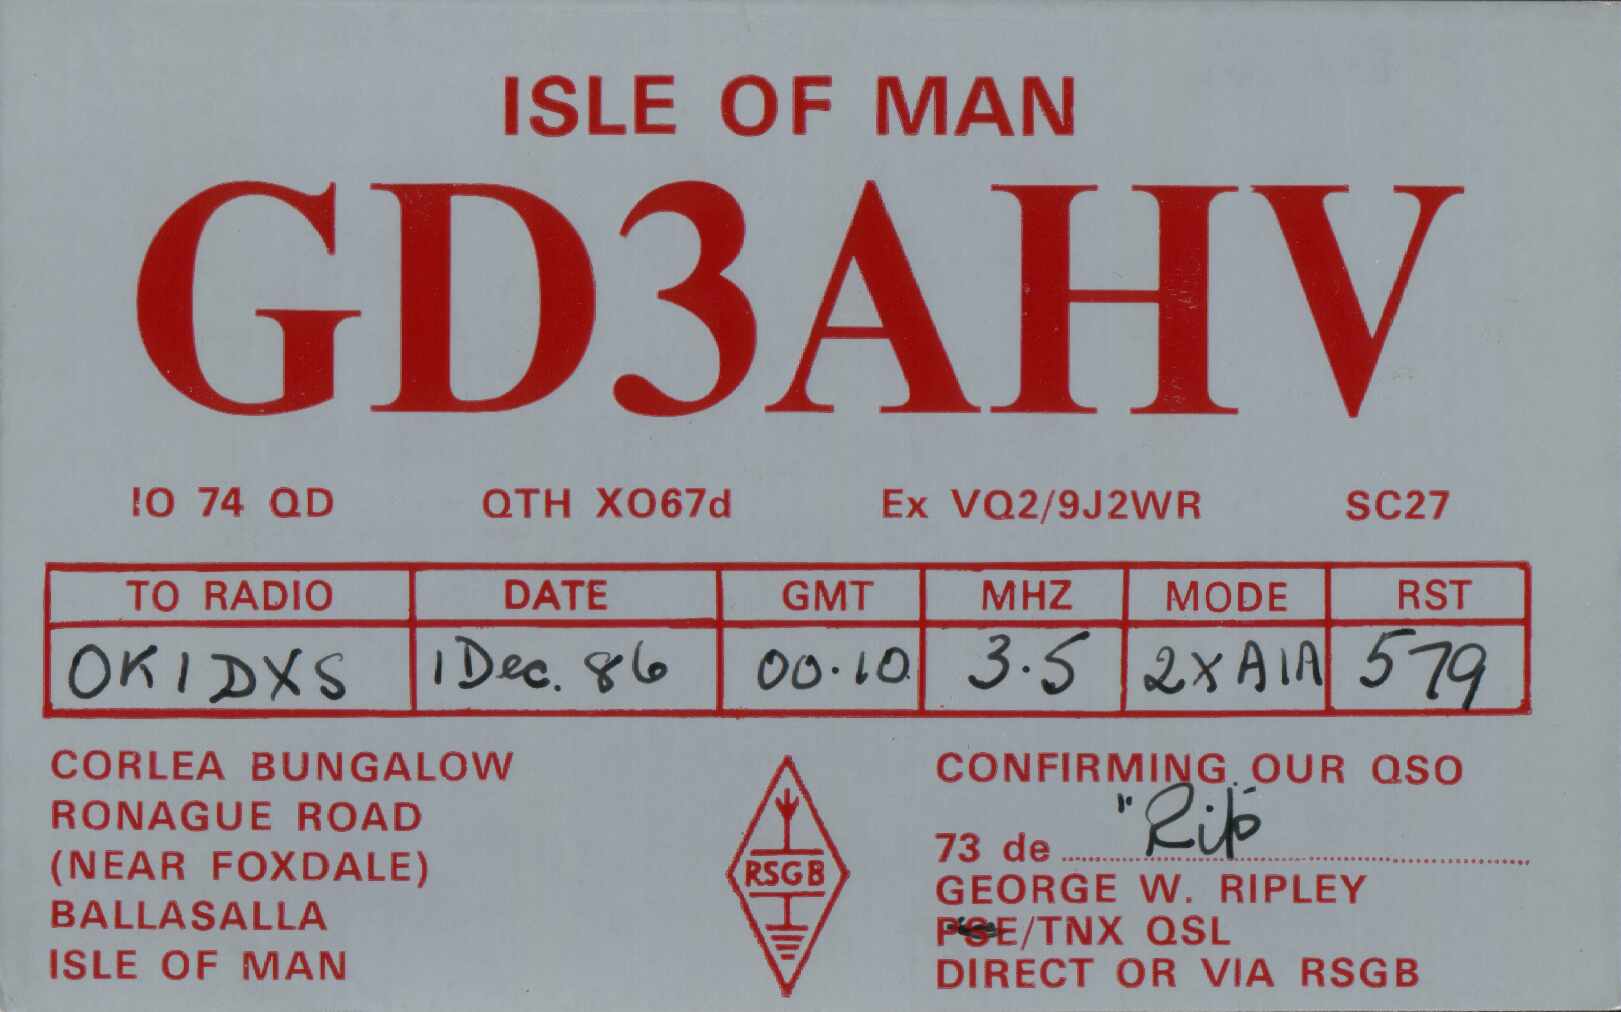 ISLE OF MAN
GD3AHV
IO 74 QD QTH XO67d Ex VQ2/9J2WR SC27
TO RADIO DATE GMT MHZ MODE RST
OK1DXS 1 Dec. 86 00.10 3.5 2XA1A 579
CORLEA BUNGALOW
RONAGUE ROAD
(NEAR FOXDALE)
BALLASALLA
ISLE OF MAN
RSGB
CONFIRMING OUR QSO
73 de "Rip"
GEORGE W. RIPLEY
PSE/TNX QSL
DIRECT OR VIA RSGB